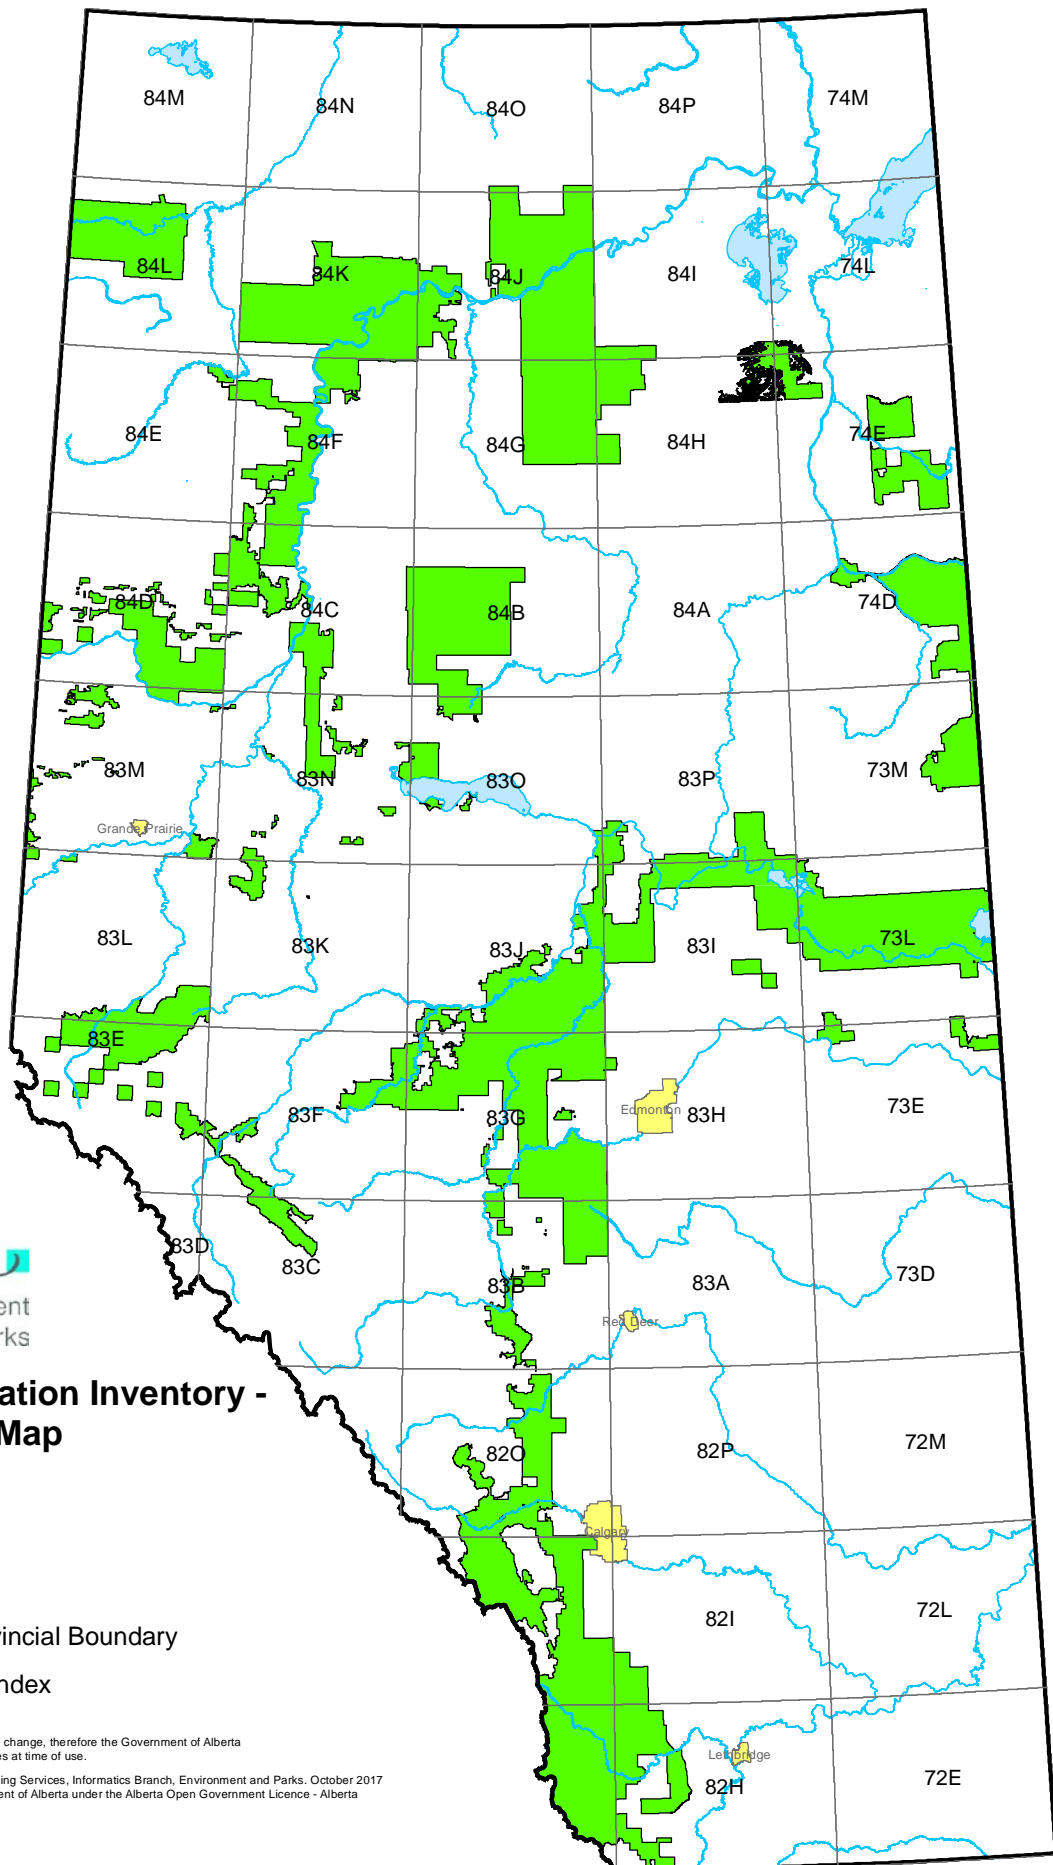 84M
84N
84O
84P
74M
84L
84K
84J
84I
74L
84E
84F
84G
84H
74E
84D
84C
84B
84A
74D
83M
83N
83O
83P
73M
Grande Prairie
83L
83K
83J
83I
73L
83E
83F
83G
Edmonton
83H
73E
83D
83C
83B
83A
73D
Red Deer
82O
82P
72M
Calgary
82I
72L
Lethbridge
82H
72E
ent
rks
ation Inventory -
Map
vincial Boundary
ndex
change, therefore the Government of Alberta
es at time of use.
ing Services, Informatics Branch, Environment and Parks. October 2017
ent of Alberta under the Alberta Open Government Licence - Alberta